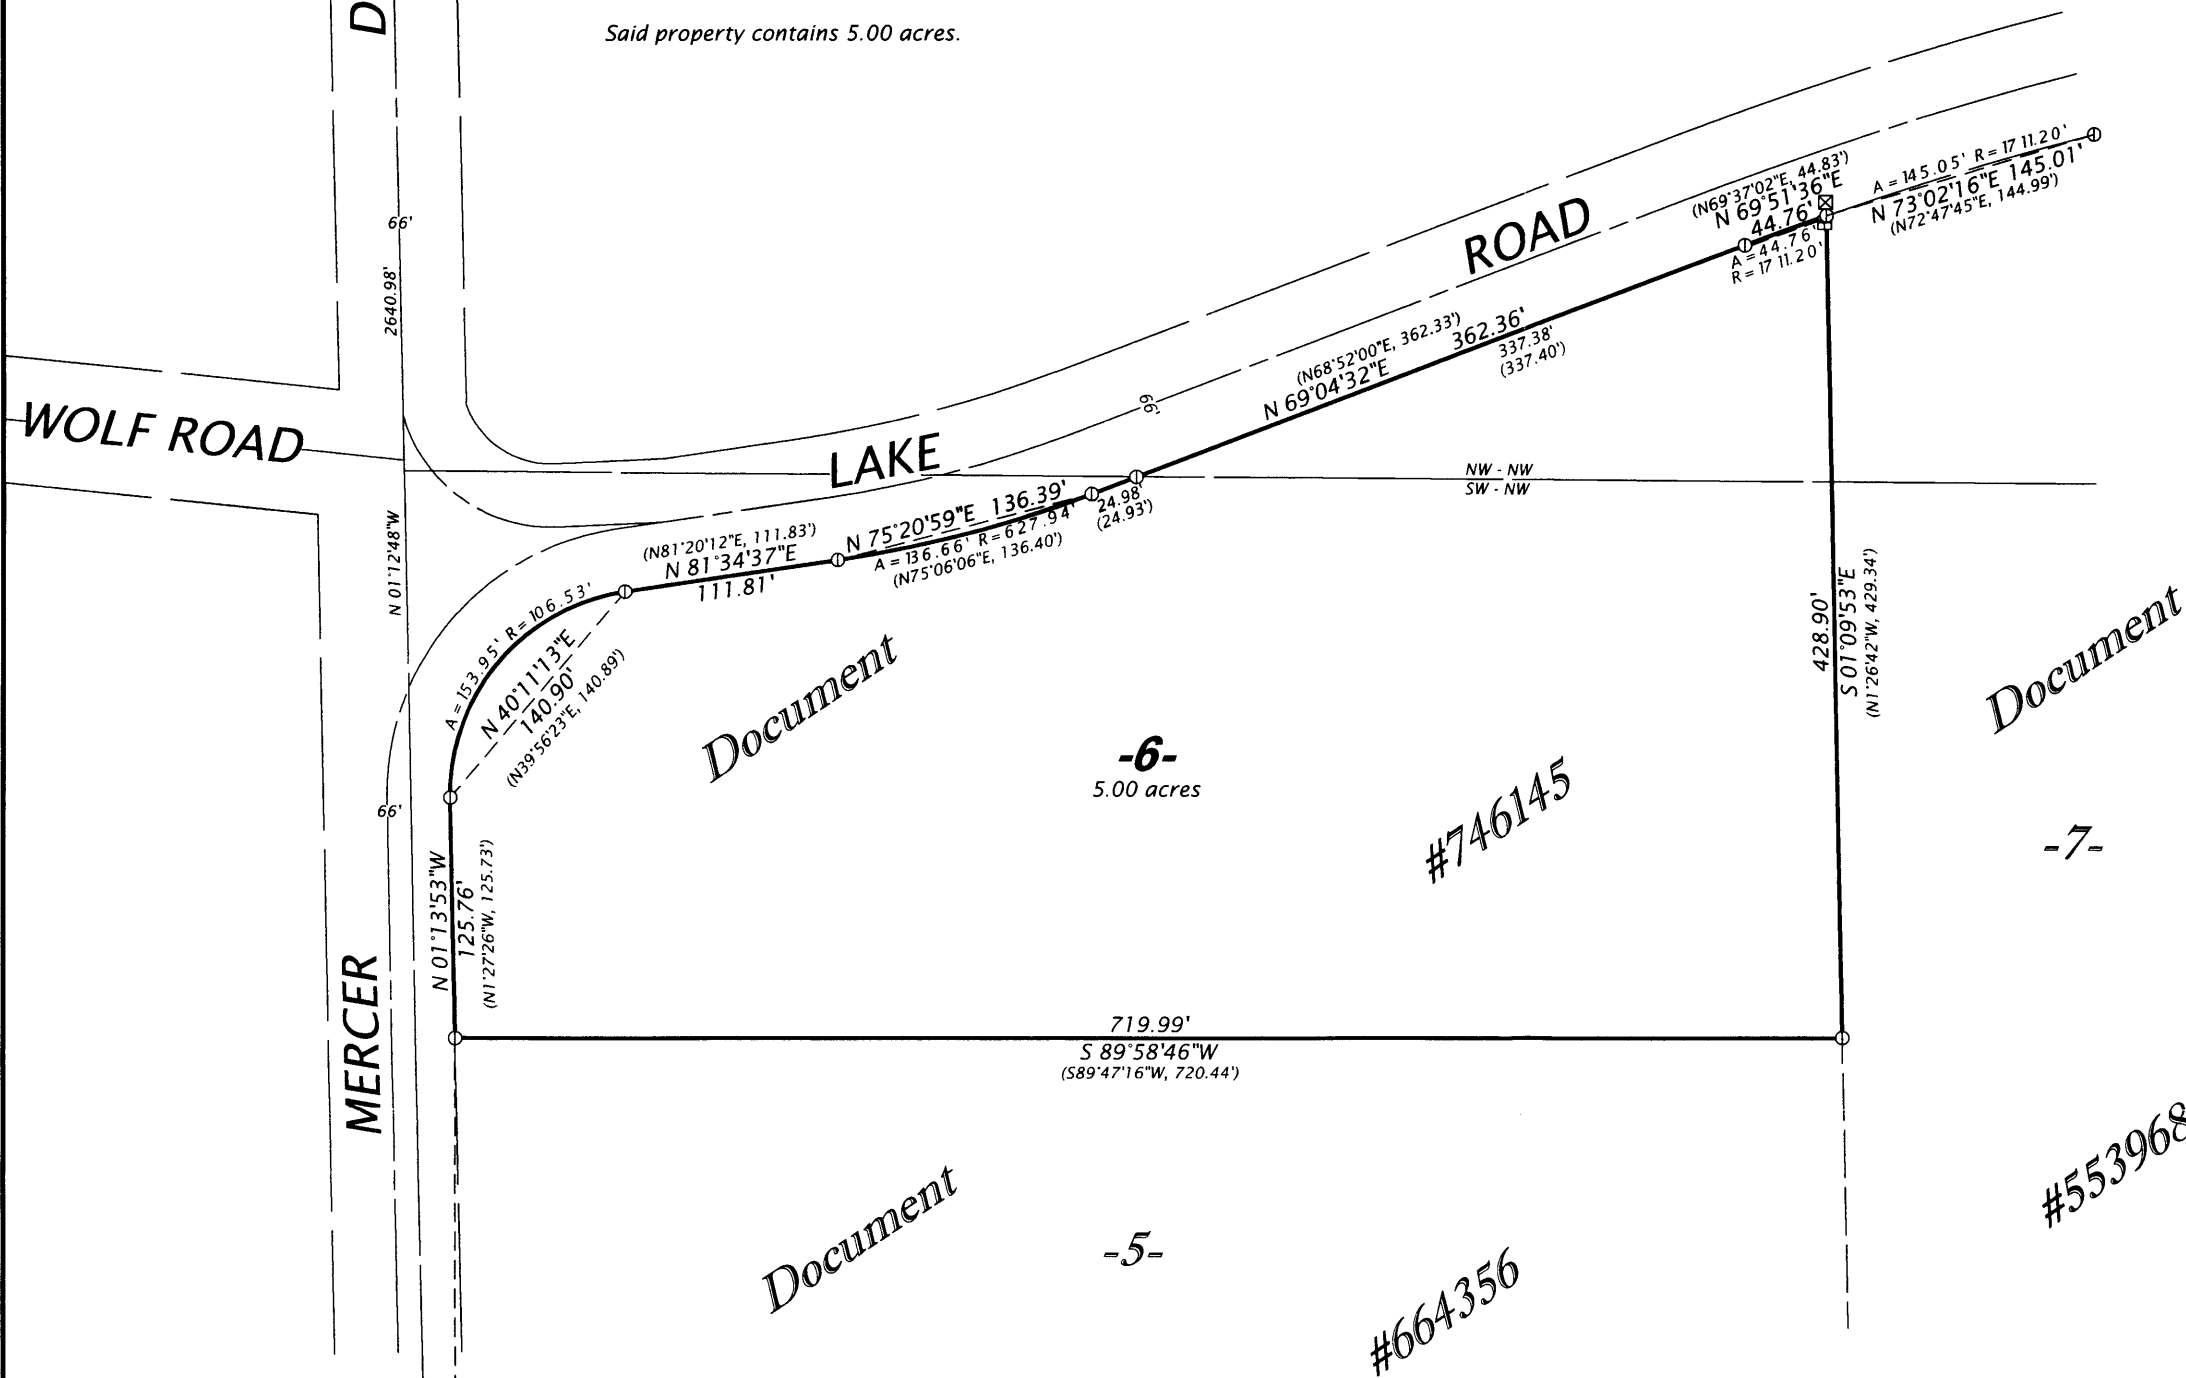 D
Said property contains 5.00 acres.
66'
2640.98'
WOLF ROAD
LAKE
ROAD
66'
(N69°37'02"E, 44.83')
N 69°51'36"E
44.76'
A = 44.76'
R = 1711.20'
A = 145.05' R = 1711.20'
N 73°02'16"E 145.01'
(N72°47'45"E, 144.99')
(N68°52'00"E, 362.33')
362.36'
N 69°04'32"E
337.38'
(337.40')
NW - NW
SW - NW
24.98'
(24.93')
N 75°20'59"E 136.39'
A = 136.66' R = 627.94'
(N75°06'06"E, 136.40')
(N81°20'12"E, 111.83')
N 81°34'37"E
111.81'
N 01°12'48"W
A = 153.95' R = 106.53'
N 40°11'13"E
140.90'
(N39°56'23"E, 140.89')
428.90'
S 01°09'53"E
(N1°26'42"W, 429.34')
Document
Document
-6-
5.00 acres
#746145
-7-
66'
N 01°13'53"W
125.76'
(N1°27'26"W, 125.73')
MERCER
719.99'
S 89°58'46"W
(S89°47'16"W, 720.44')
Document
-5-
#664356
#553968